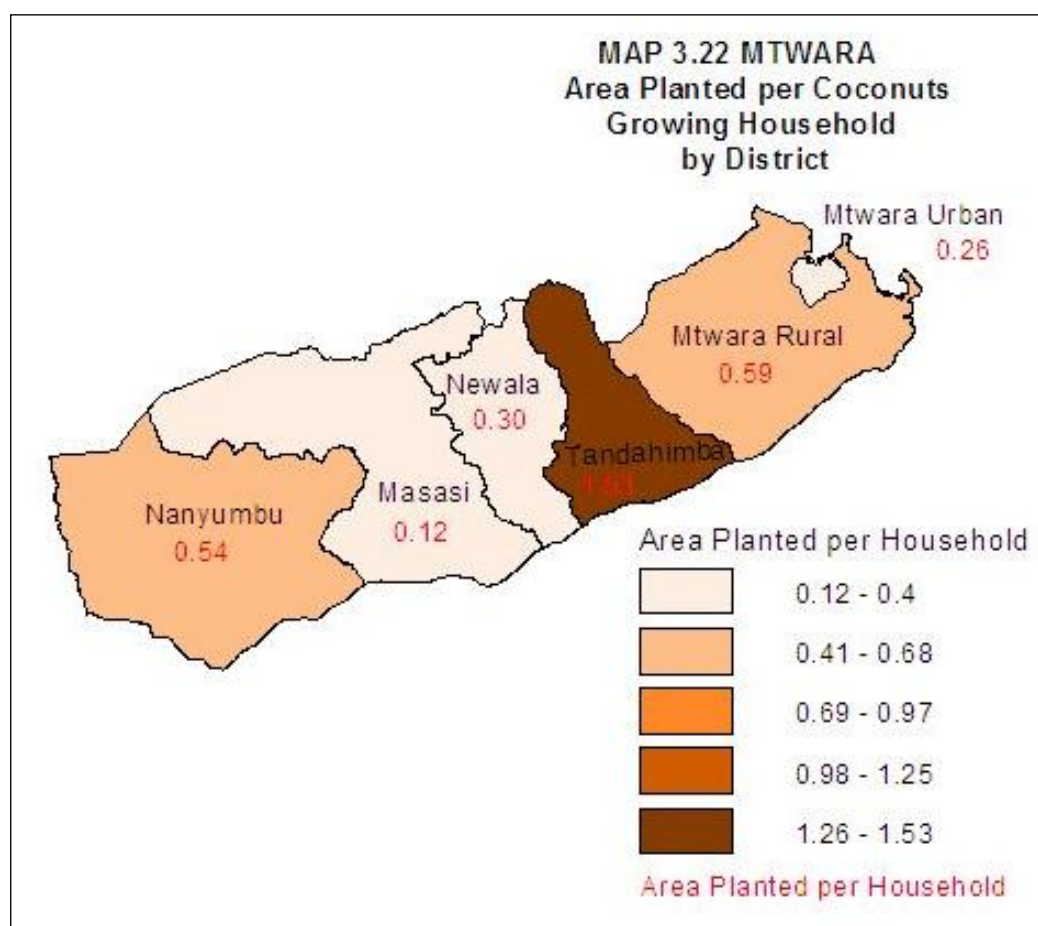 MAP 3.22 MTWARA
Area Planted per Coconuts
Growing Household
by District
Mtwara Urban
0.26
Mtwara Rural
0.59
Newala
0.30
Tandahimba
1.53
Masasi
0.12
Nanyumbu
0.54
Area Planted per Household
0.12 - 0.4
0.41 - 0.68
0.69 - 0.97
0.98 - 1.25
1.26 - 1.53
Area Planted per Household